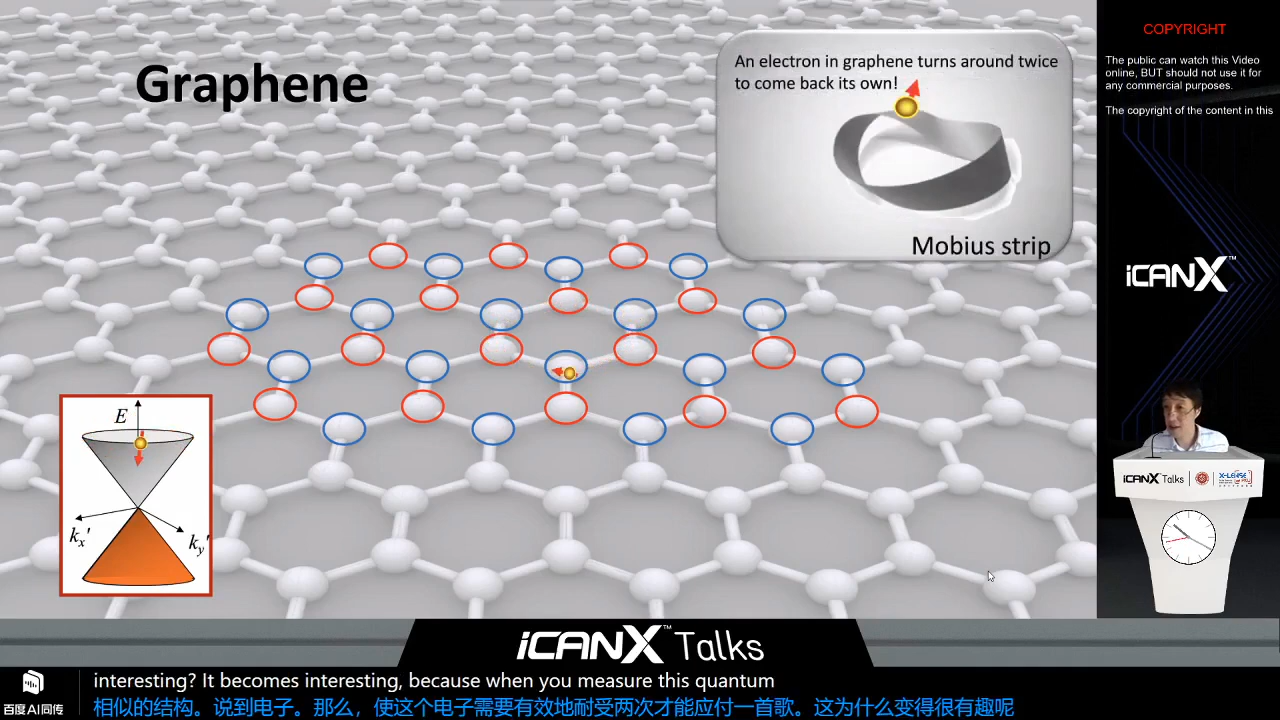 Graphene
An electron in graphene turns around twice
to come back its own!
Mobius strip
E
kx'
ky'
COPYRIGHT
The public can watch this Video
online, BUT should not use it for
any commercial purposes.
The copyright of the content in this
iCANX™
iCANX Talks
X-LENSE
iCANX™ Talks
interesting? It becomes interesting, because when you measure this quantum
相似的结构。说到电子。那么，使这个电子需要有效地耐受两次才能应付一首歌。这为什么变得很有趣呢
百度AI同传